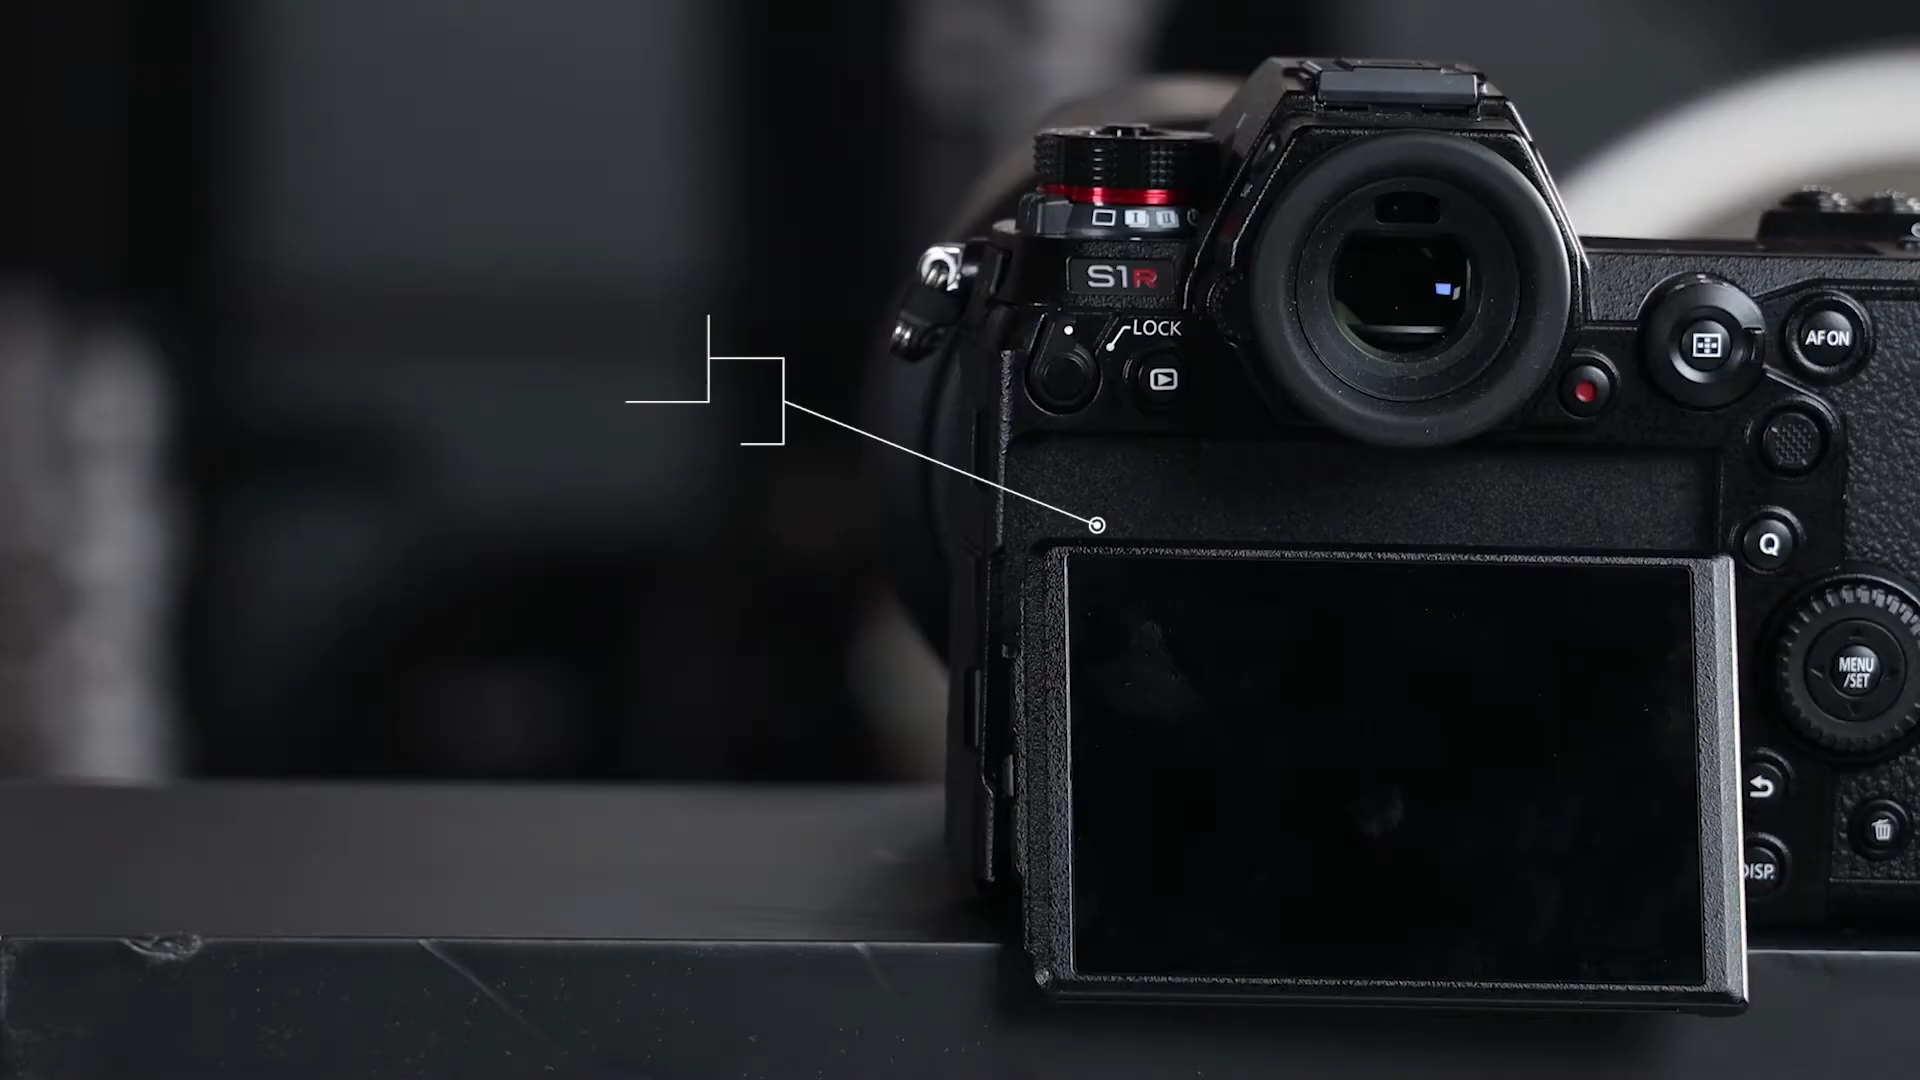 S1R
LOCK
AF ON
Q
MENU
/SET
DISP.